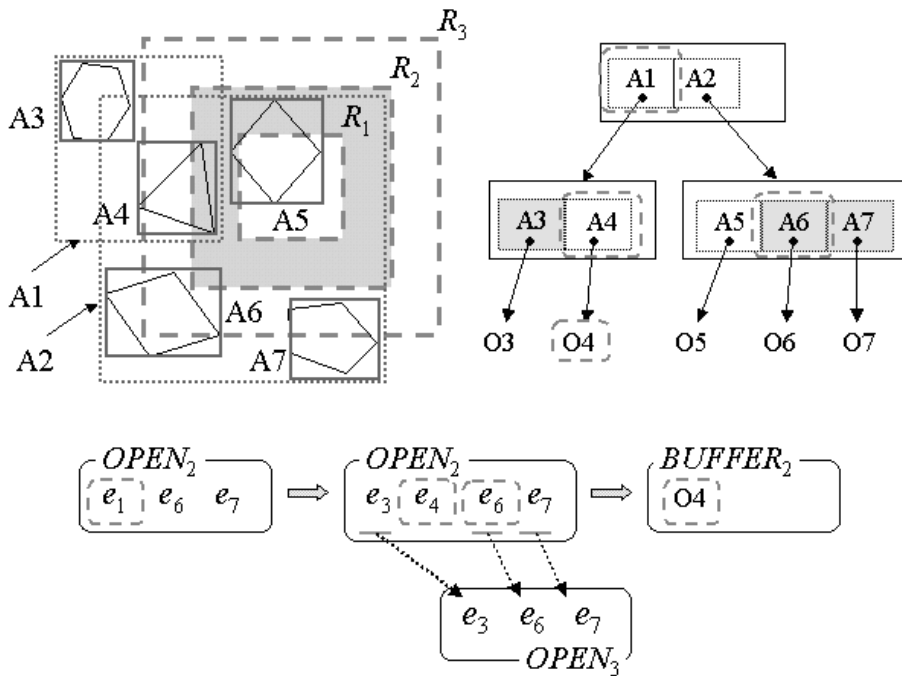 R3
R2
R1
A3
A4
A5
A1
A6
A2
A7
A1 A2
A3 A4 A5 A6 A7
O3 O4 O5 O6 O7
OPEN2 OPEN2 BUFFER2
e1 e6 e7 e3 e4 e6 e7 O4
e3 e6 e7
OPEN3